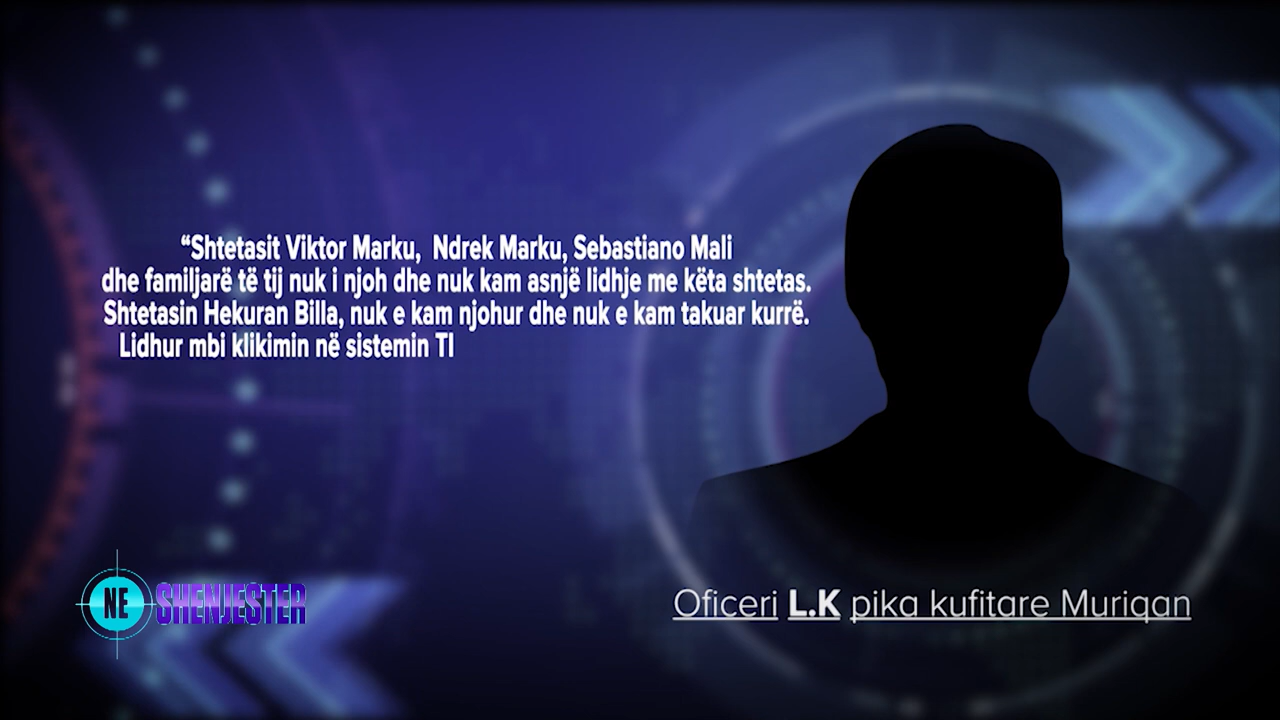 “Shtetasit Viktor Marku,  Ndrek Marku, Sebastiano Mali
dhe familjarë të tij nuk i njoh dhe nuk kam asnjë lidhje me këta shtetas.
Shtetasin Hekuran Billa, nuk e kam njohur dhe nuk e kam takuar kurrë.
Lidhur mbi klikimin në sistemin TI
NE SHENJESTER
Oficeri L.K pika kufitare Muriqan